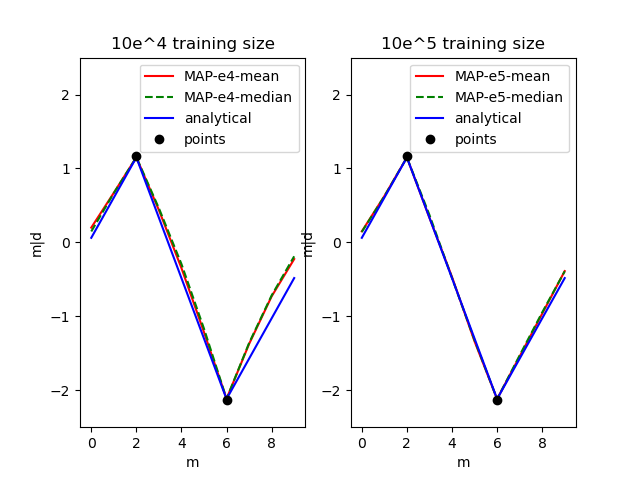 10e^4 training size
MAP-e4-mean
MAP-e4-median
analytical
points
2
1
0
−1
−2
m|d
0 2 4 6 8
m
10e^5 training size
MAP-e5-mean
MAP-e5-median
analytical
points
2
1
0
−1
−2
m|d
0 2 4 6 8
m